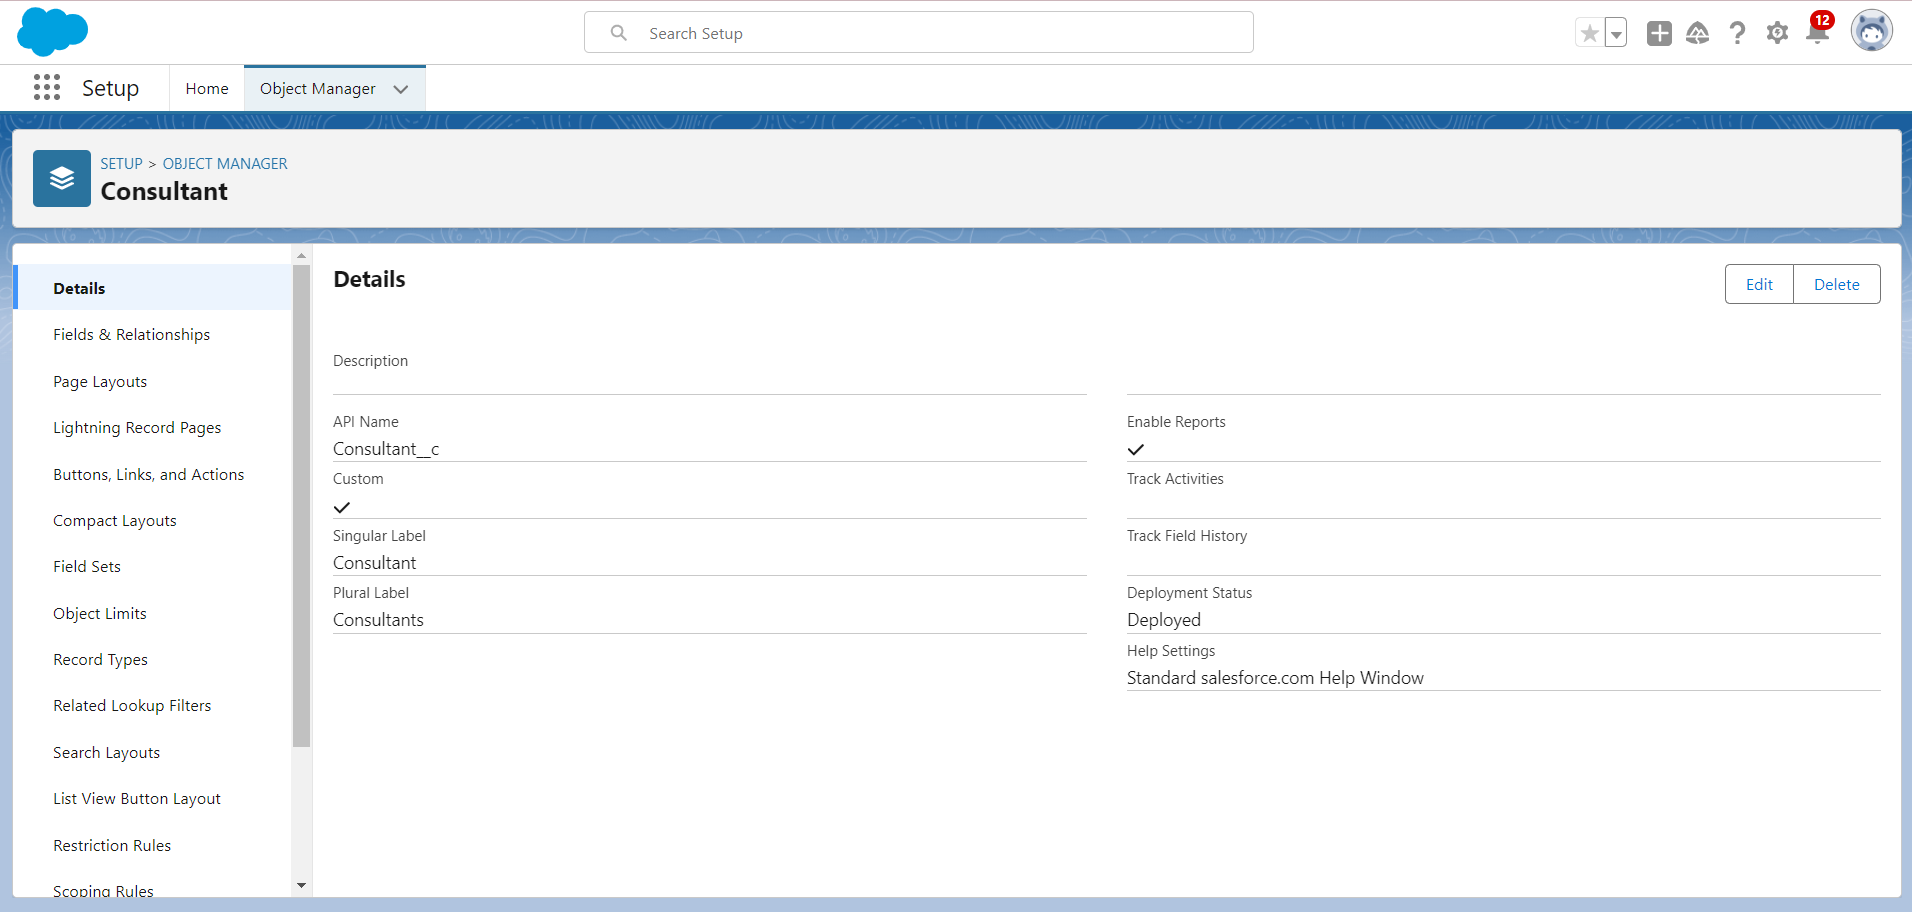 Search Setup
12
Setup
Home
Object Manager
SETUP > OBJECT MANAGER
Consultant
Details
Fields & Relationships
Page Layouts
Lightning Record Pages
Buttons, Links, and Actions
Compact Layouts
Field Sets
Object Limits
Record Types
Related Lookup Filters
Search Layouts
List View Button Layout
Restriction Rules
Scoping Rules
Details
Edit
Delete
Description
API Name
Consultant__c
Custom
Singular Label
Consultant
Plural Label
Consultants
Enable Reports
Track Activities
Track Field History
Deployment Status
Deployed
Help Settings
Standard salesforce.com Help Window